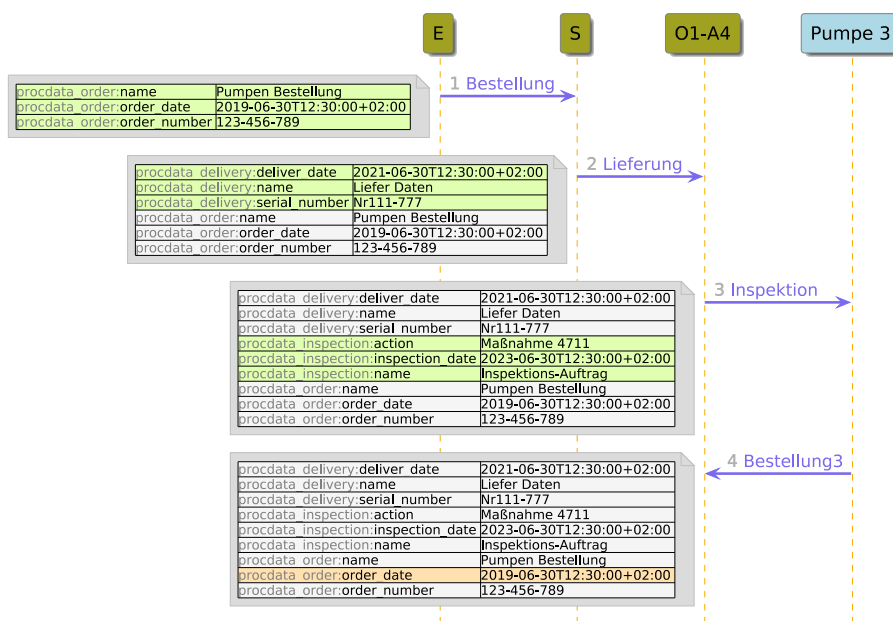 E S O1-A4 Pumpe 3
1 Bestellung
procdata_order:name Pumpen Bestellung
procdata_order:order_date 2019-06-30T12:30:00+02:00
procdata_order:order_number 123-456-789
2 Lieferung
procdata_delivery:deliver_date 2021-06-30T12:30:00+02:00
procdata_delivery:name Liefer Daten
procdata_delivery:serial_number Nr111-777
procdata_order:name Pumpen Bestellung
procdata_order:order_date 2019-06-30T12:30:00+02:00
procdata_order:order_number 123-456-789
3 Inspektion
procdata_delivery:deliver_date 2021-06-30T12:30:00+02:00
procdata_delivery:name Liefer Daten
procdata_delivery:serial_number Nr111-777
procdata_inspection:action Maßnahme 4711
procdata_inspection:inspection_date 2023-06-30T12:30:00+02:00
procdata_inspection:name Inspektions-Auftrag
procdata_order:name Pumpen Bestellung
procdata_order:order_date 2019-06-30T12:30:00+02:00
procdata_order:order_number 123-456-789
4 Bestellung3
procdata_delivery:deliver_date 2021-06-30T12:30:00+02:00
procdata_delivery:name Liefer Daten
procdata_delivery:serial_number Nr111-777
procdata_inspection:action Maßnahme 4711
procdata_inspection:inspection_date 2023-06-30T12:30:00+02:00
procdata_inspection:name Inspektions-Auftrag
procdata_order:name Pumpen Bestellung
procdata_order:order_date 2019-06-30T12:30:00+02:00
procdata_order:order_number 123-456-789